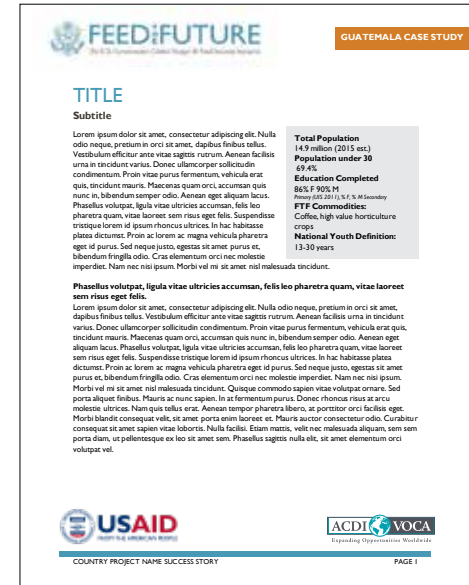 FEED THE FUTURE
The U.S. Government's Global Hunger & Food Security Initiative
GUATEMALA CASE STUDY
TITLE
Subtitle
Lorem ipsum dolor sit amet, consectetur adipiscing elit. Nulla
odio neque, pretium in orci sit amet, dapibus finibus tellus.
Vestibulum efficitur ante vitae sagittis rutrum. Aenean facilisis
urna in tincidunt varius. Donec ullamcorper sollicitudin
condimentum. Proin vitae purus fermentum, vehicula erat
quis, tincidunt mauris. Maecenas quam orci, accumsan quis
nunc in, bibendum semper odio. Aenean eget aliquam lacus.
Phasellus volutpat, ligula vitae ultricies accumsan, felis leo
pharetra quam, vitae laoreet sem risus eget felis. Suspendisse
tristique lorem id ipsum rhoncus ultrices. In hac habitasse
platea dictumst. Proin ac lorem ac magna vehicula pharetra
eget id purus. Sed neque justo, egestas sit amet purus et,
bibendum fringilla odio. Cras elementum orci nec molestie
imperdiet. Nam nec nisi ipsum. Morbi vel mi sit amet nisl malesuada tincidunt.
Total Population
14.9 million (2015 est.)
Population under 30
69.4%
Education Completed
86% F 90% M
Primary (UIS 2011), % F, % M Secondary
FTF Commodities:
Coffee, high value horticulture
crops
National Youth Definition:
13-30 years
Phasellus volutpat, ligula vitae ultricies accumsan, felis leo pharetra quam, vitae laoreet
sem risus eget felis.
Lorem ipsum dolor sit amet, consectetur adipiscing elit. Nulla odio neque, pretium in orci sit amet,
dapibus finibus tellus. Vestibulum efficitur ante vitae sagittis rutrum. Aenean facilisis urna in tincidunt
varius. Donec ullamcorper sollicitudin condimentum. Proin vitae purus fermentum, vehicula erat quis,
tincidunt mauris. Maecenas quam orci, accumsan quis nunc in, bibendum semper odio. Aenean eget
aliquam lacus. Phasellus volutpat, ligula vitae ultricies accumsan, felis leo pharetra quam, vitae laoreet
sem risus eget felis. Suspendisse tristique lorem id ipsum rhoncus ultrices. In hac habitasse platea
dictumst. Proin ac lorem ac magna vehicula pharetra eget id purus. Sed neque justo, egestas sit amet
purus et, bibendum fringilla odio. Cras elementum orci nec molestie imperdiet. Nam nec nisi ipsum.
Morbi vel mi sit amet nisl malesuada tincidunt. Quisque commodo sapien vitae volutpat ornare. Sed
porta aliquet finibus. Mauris ac nunc sapien. In at fermentum purus. Donec rhoncus risus at arcu
molestie ultrices. Nam quis tellus erat. Aenean tempor pharetra libero, at porttitor orci facilisis eget.
Morbi blandit consequat velit, sit amet porta enim laoreet et. Mauris auctor consectetur odio. Curabitur
consequat sit amet sapien vitae lobortis. Nulla facilisi. Etiam mattis, velit nec malesuada aliquam, sem sem
porta diam, ut pellentesque ex leo sit amet sem. Phasellus sagittis nulla elit, sit amet elementum orci
volutpat vel.
USAID
FROM THE AMERICAN PEOPLE
ACDI VOCA
Expanding Opportunities Worldwide
COUNTRY PROJECT NAME SUCCESS STORY
PAGE 1